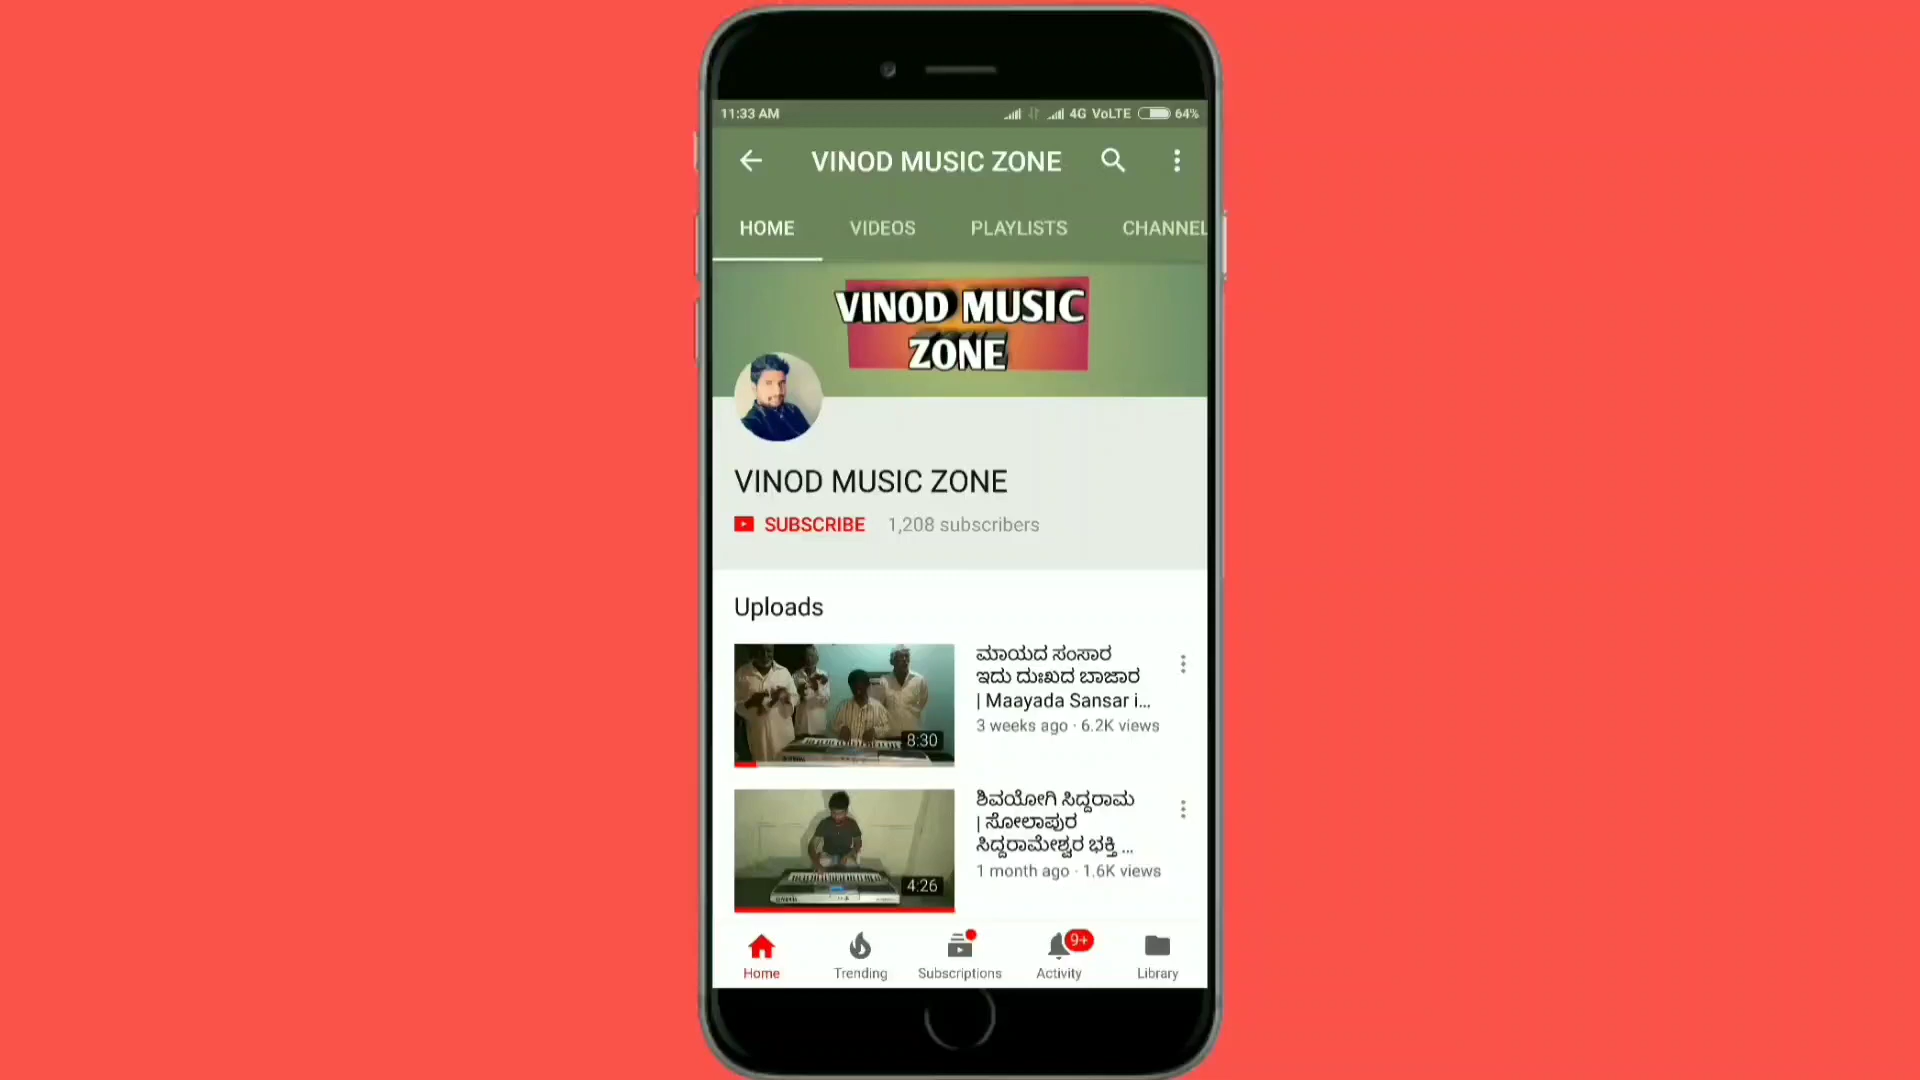 11:33 AM
4G VoLTE 64%
VINOD MUSIC ZONE
HOME VIDEOS PLAYLISTS CHANNEL
VINOD MUSIC
ZONE
VINOD MUSIC ZONE
SUBSCRIBE 1,208 subscribers
Uploads
ಮಾಯದ ಸಂಸಾರ
ಇದು ದುಃಖದ ಬಾಜಾರ
| Maayada Sansar i...
3 weeks ago · 6.2K views
8:30
ಶಿವಯೋಗಿ ಸಿದ್ದರಾಮ
| ಸೋಲಾಪುರ
ಸಿದ್ದರಾಮೇಶ್ವರ ಭಕ್ತಿ ...
1 month ago · 1.6K views
4:26
9+
Home Trending Subscriptions Activity Library